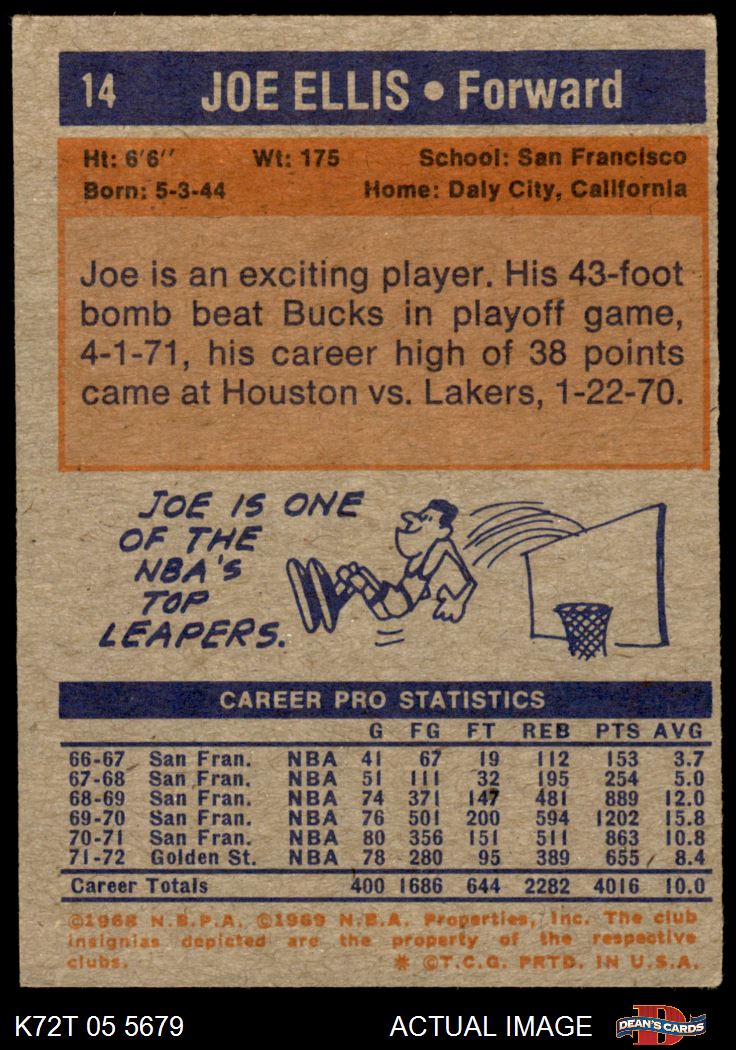 14 JOE ELLIS • Forward
Ht: 6'6'' Wt: 175 School: San Francisco
Born: 5-3-44 Home: Daly City, California
Joe is an exciting player. His 43-foot
bomb beat Bucks in playoff game,
4-1-71, his career high of 38 points
came at Houston vs. Lakers, 1-22-70.
JOE IS ONE
OF THE
NBA'S
TOP
LEAPERS.
CAREER PRO STATISTICS
G FG FT REB PTS AVG
66-67 San Fran. NBA 41 67 19 112 153 3.7
67-68 San Fran. NBA 51 111 32 195 254 5.0
68-69 San Fran. NBA 74 371 147 481 889 12.0
69-70 San Fran. NBA 76 501 200 594 1202 15.8
70-71 San Fran. NBA 80 356 151 511 863 10.8
71-72 Golden St. NBA 78 280 95 389 655 8.4
Career Totals 400 1686 644 2282 4016 10.0
©1968 N.B.P.A. ©1969 N.B.A. Properties, Inc. The club
insignias depicted are the property of the respective
clubs. * ©T.C.G. PRTD. IN U.S.A.
K72T 05 5679 ACTUAL IMAGE D DEAN'S CARDS